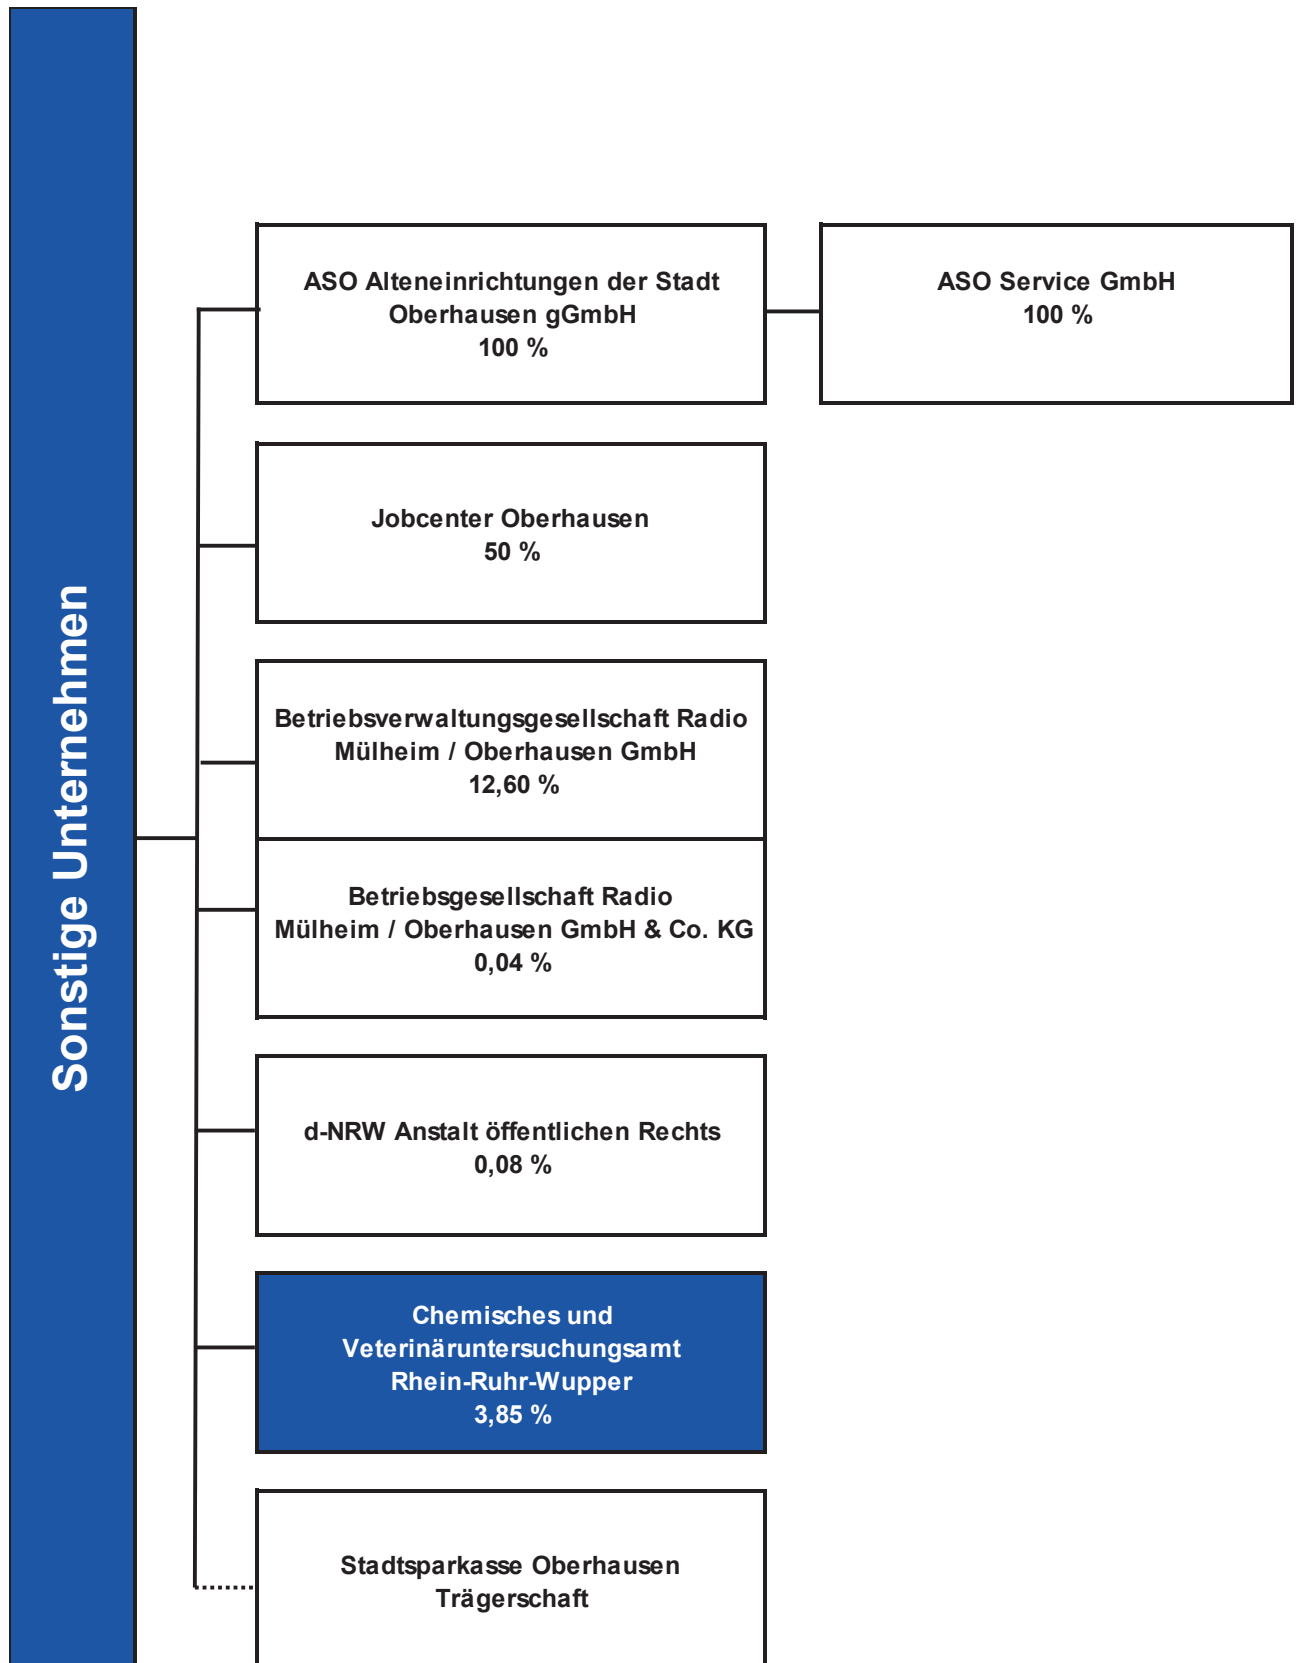 Sonstige Unternehmen
ASO Alteneinrichtungen der Stadt
Oberhausen gGmbH
100 %
ASO Service GmbH
100 %
Jobcenter Oberhausen
50 %
Betriebsverwaltungsgesellschaft Radio
Mülheim / Oberhausen GmbH
12,60 %
Betriebsgesellschaft Radio
Mülheim / Oberhausen GmbH & Co. KG
0,04 %
d-NRW Anstalt öffentlichen Rechts
0,08 %
Chemisches und
Veterinäruntersuchungsamt
Rhein-Ruhr-Wupper
3,85 %
Stadtsparkasse Oberhausen
Trägerschaft